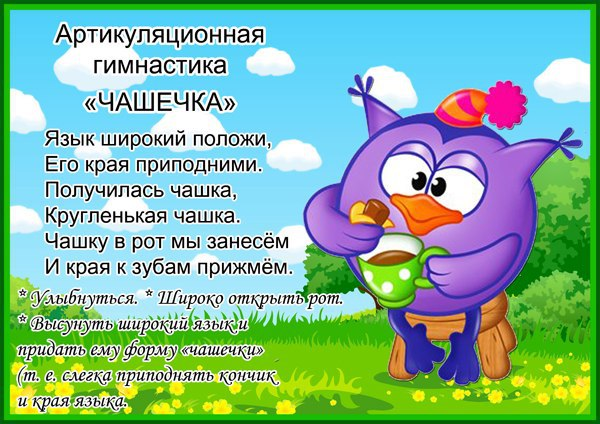 Артикуляционная
гимнастика
«ЧАШЕЧКА»
Язык широкий положи,
Его края приподними.
Получилась чашка,
Кругленькая чашка.
Чашку в рот мы занесём
И края к зубам прижмём.
* Улыбнуться. * Широко открыть рот.
* Высунуть широкий язык и
придать ему форму «чашечки»
(т. е. слегка приподнять кончик
и края языка.